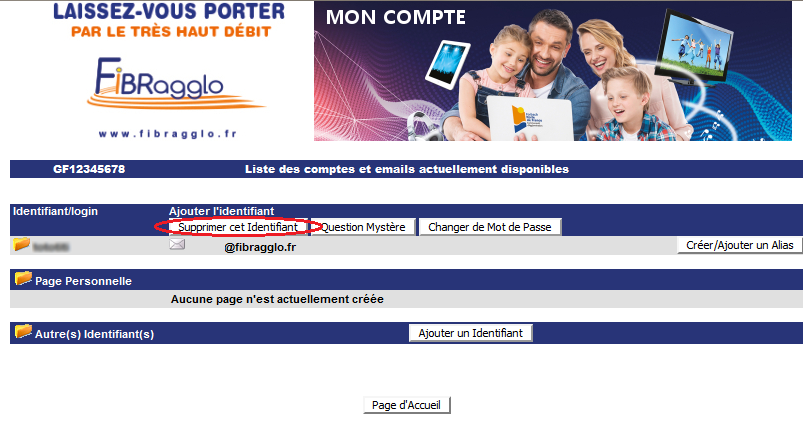 LAISSEZ-VOUS PORTER
PAR LE TRÈS HAUT DÉBIT
FiBRagglo
www.fibragglo.fr
MON COMPTE
GF12345678 Liste des comptes et emails actuellement disponibles
Identifiant/login Ajouter l'identifiant
Supprimer cet Identifiant Question Mystère Changer de Mot de Passe
@fibragglo.fr Créer/Ajouter un Alias
Page Personnelle
Aucune page n'est actuellement créée
Autre(s) Identifiant(s) Ajouter un Identifiant
Page d'Accueil